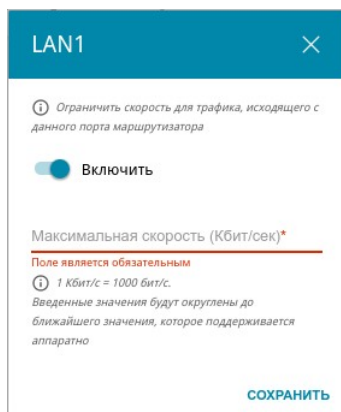 LAN1
Ограничить скорость для трафика, исходящего с
данного порта маршрутизатора
Включить
Максимальная скорость (Кбит/сек)*
Поле является обязательным
1 Кбит/с = 1000 бит/с.
Введенные значения будут округлены до
ближайшего значения, которое поддерживается
аппаратно
СОХРАНИТЬ